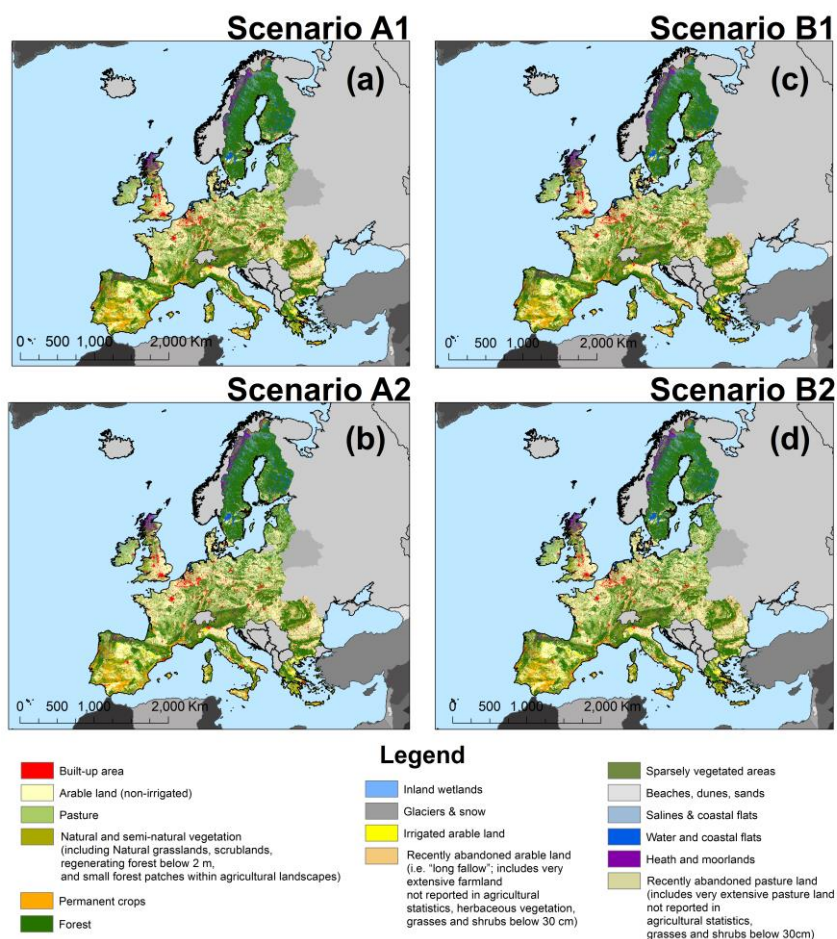 Scenario A1
(a)
0 500 1,000 2,000 Km
Scenario B1
(c)
0 500 1,000 2,000 Km
Scenario A2
(b)
0 500 1,000 2,000 Km
Scenario B2
(d)
0 500 1,000 2,000 Km
Legend
Built-up area
Arable land (non-irrigated)
Pasture
Natural and semi-natural vegetation
(including Natural grasslands, scrublands,
regenerating forest below 2 m,
and small forest patches within agricultural landscapes)
Permanent crops
Forest
Inland wetlands
Glaciers & snow
Irrigated arable land
Recently abandoned arable land
(i.e. “long fallow”; includes very
extensive farmland
not reported in agricultural
statistics, herbaceous vegetation,
grasses and shrubs below 30 cm)
Sparsely vegetated areas
Beaches, dunes, sands
Salines & coastal flats
Water and coastal flats
Heath and moorlands
Recently abandoned pasture land
(includes very extensive pasture land
not reported in
agricultural statistics,
grasses and shrubs below 30cm)